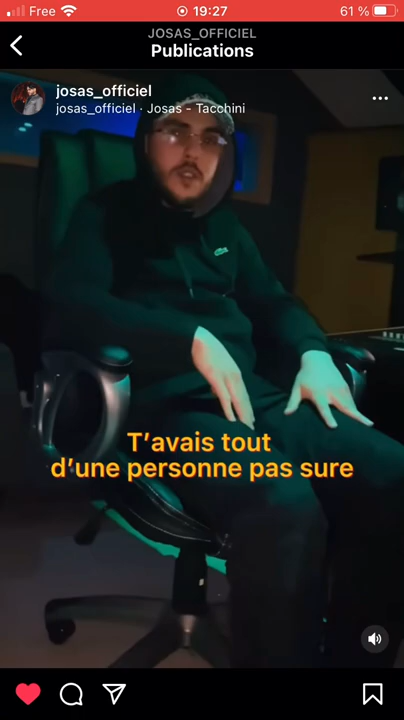 Free 19:27 61 %
JOSAS_OFFICIEL
Publications
josas_officiel
josas_officiel · Josas - Tacchini
T'avais tout
d'une personne pas sure